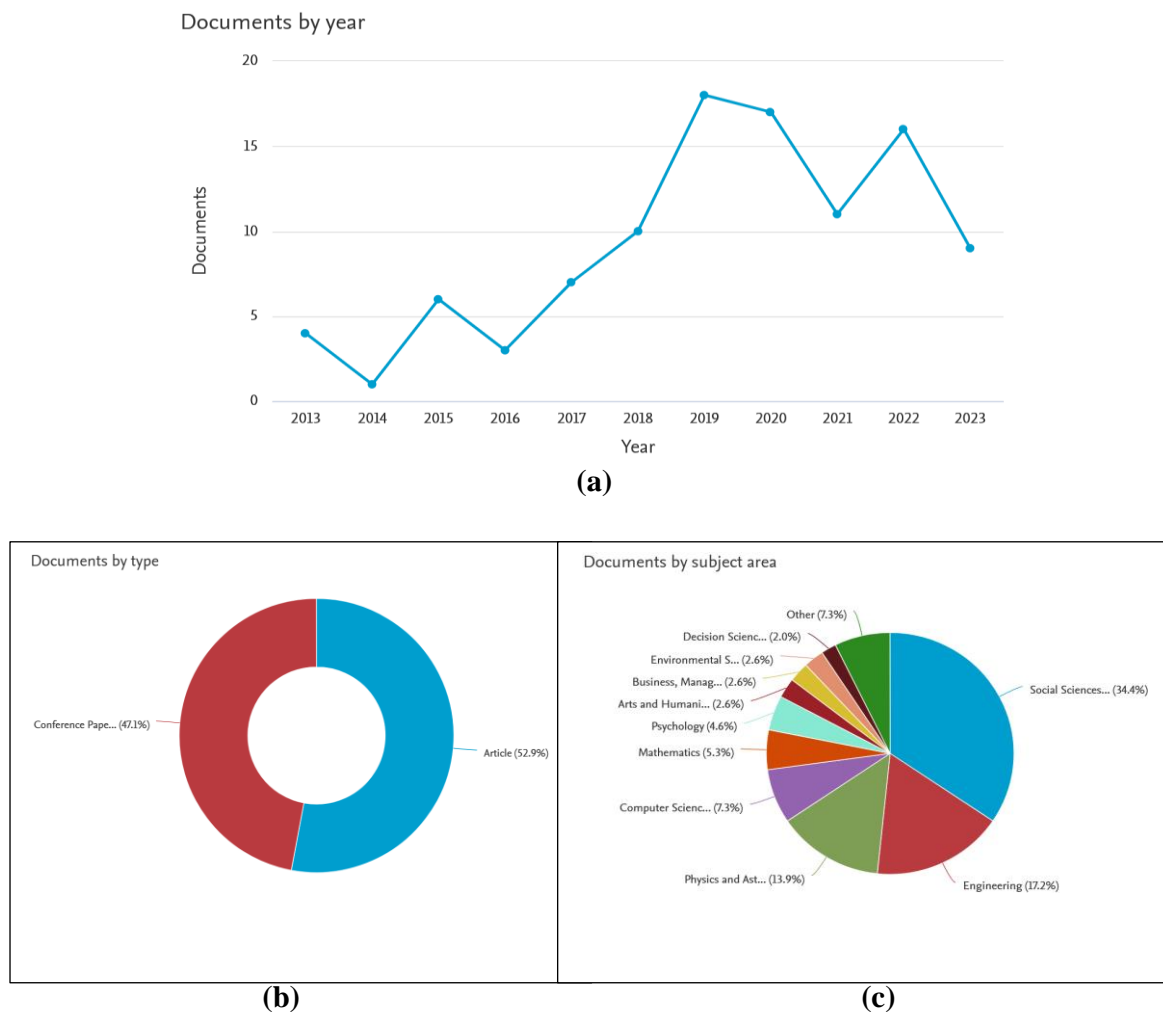 Documents by year
20
15
10
5
0
Documents
2013 2014 2015 2016 2017 2018 2019 2020 2021 2022 2023
Year
(a)
Documents by type
Conference Pape... (47.1%)
Article (52.9%)
(b)
Documents by subject area
Other (7.3%)
Decision Scienc... (2.0%)
Environmental S... (2.6%)
Business, Manag... (2.6%)
Arts and Humani... (2.6%)
Psychology (4.6%)
Mathematics (5.3%)
Computer Scienc... (7.3%)
Physics and Ast... (13.9%)
Social Sciences... (34.4%)
Engineering (17.2%)
(c)